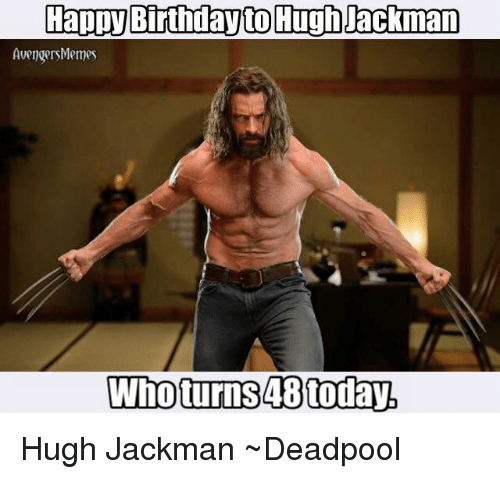 Happy Birthday to Hugh Jackman
AvengersMemes
Who turns 48 today.
Hugh Jackman ~Deadpool